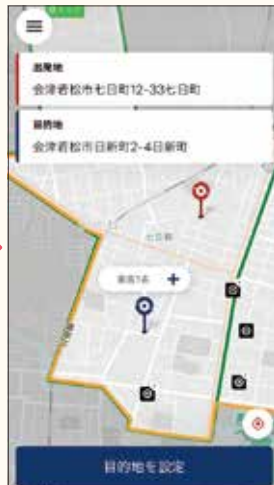 出発地
会津若松市七日町12-33七日町
目的地
会津若松市日新町2-4日新町
七日町
乗客1名 +
目的地を設定